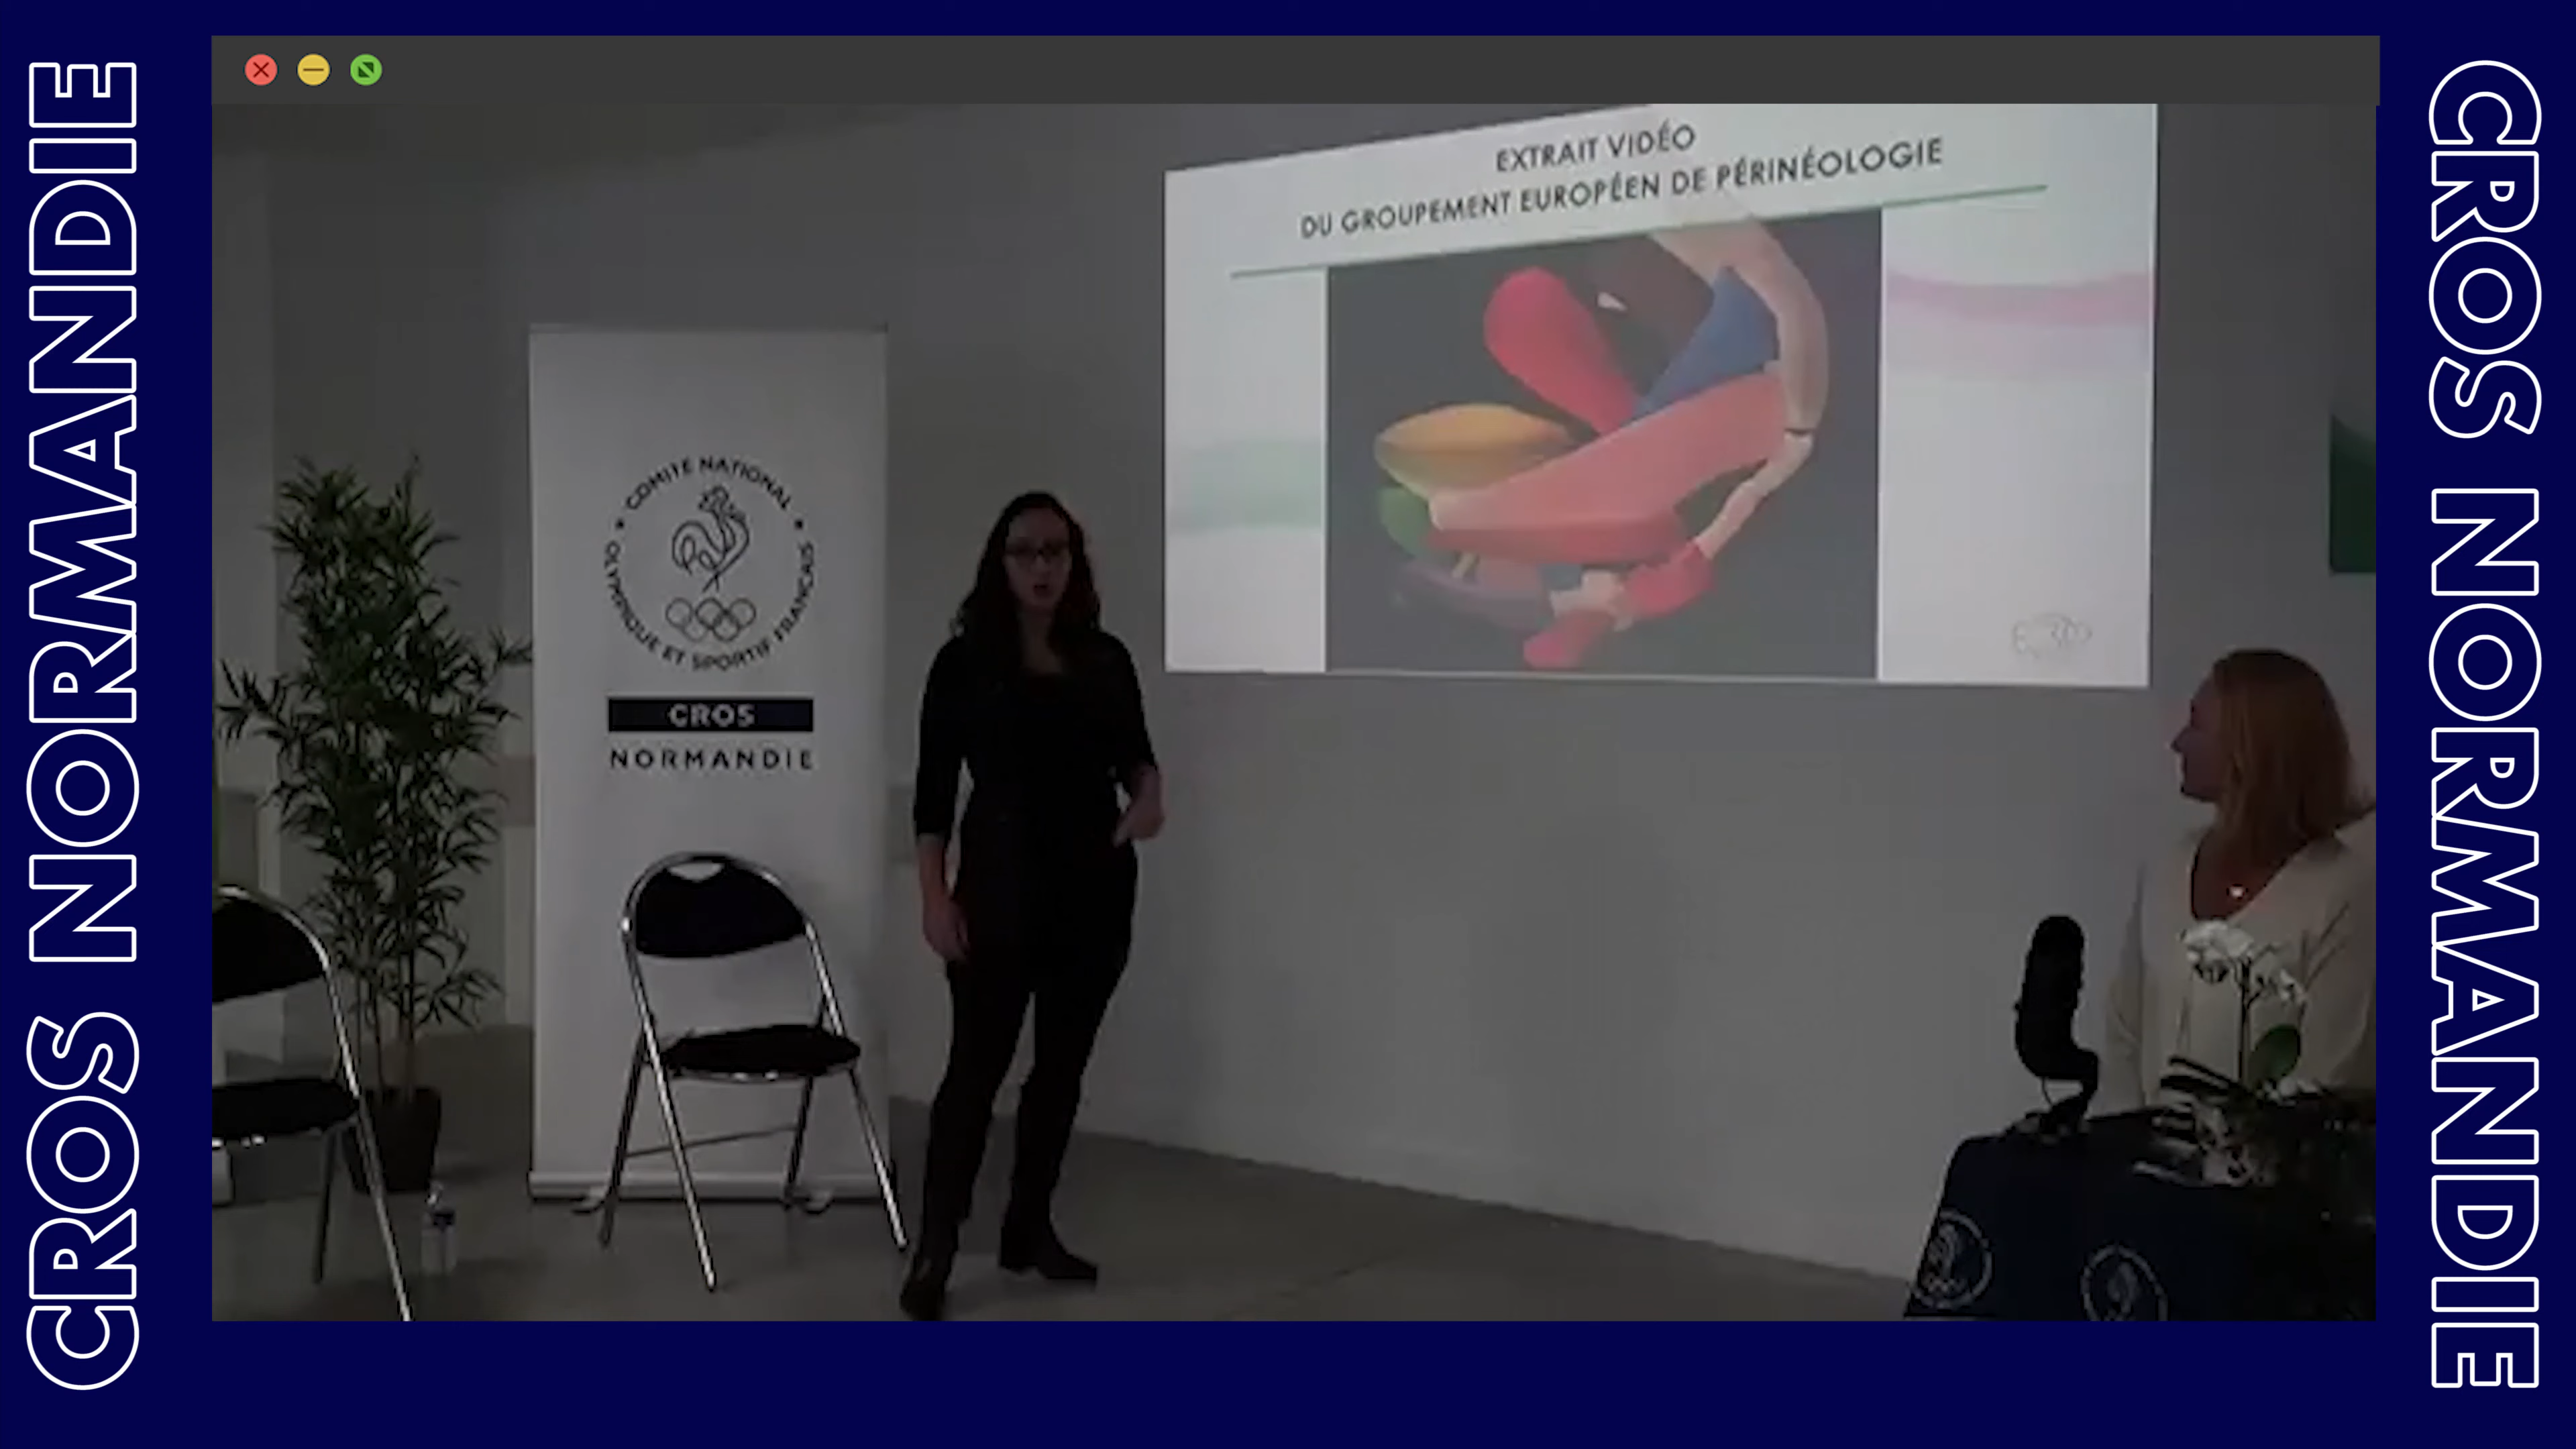 CROS NORMANDIE
EXTRAIT VIDÉO
DU GROUPEMENT EUROPÉEN DE PÉRINÉOLOGIE
COMITÉ NATIONAL
OLYMPIQUE ET SPORTIF FRANÇAIS
CROS
NORMANDIE
CROS NORMANDIE